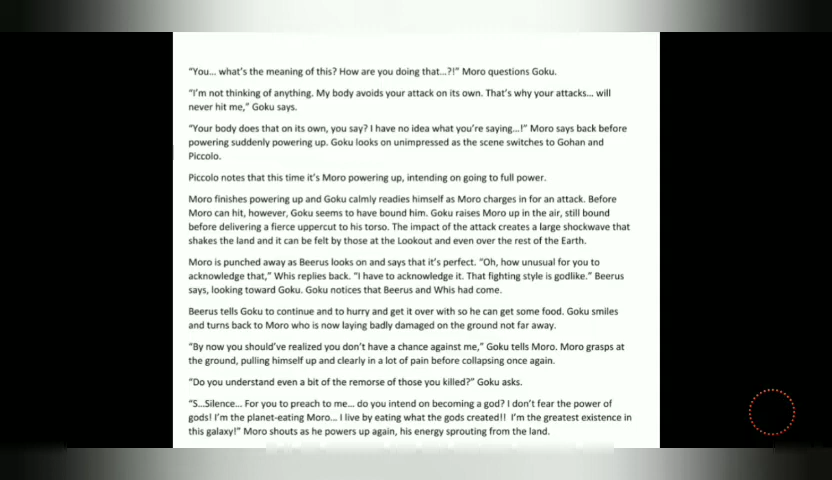 “You... what’s the meaning of this? How are you doing that...?!” Moro questions Goku.
“I’m not thinking of anything. My body avoids your attack on its own. That’s why your attacks... will
never hit me,” Goku says.
“Your body does that on its own, you say? I have no idea what you’re saying...!” Moro says back before
powering suddenly powering up. Goku looks on unimpressed as the scene switches to Gohan and
Piccolo.
Piccolo notes that this time it’s Moro powering up, intending on going to full power.
Moro finishes powering up and Goku calmly readies himself as Moro charges in for an attack. Before
Moro can hit, however, Goku seems to have bound him. Goku raises Moro up in the air, still bound
before delivering a fierce uppercut to his torso. The impact of the attack creates a large shockwave that
shakes the land and it can be felt by those at the Lookout and even over the rest of the Earth.
Moro is punched away as Beerus looks on and says that it’s perfect. “Oh, how unusual for you to
acknowledge that,” Whis replies back. “I have to acknowledge it. That fighting style is godlike.” Beerus
says, looking toward Goku. Goku notices that Beerus and Whis had come.
Beerus tells Goku to continue and to hurry and get it over with so he can get some food. Goku smiles
and turns back to Moro who is now laying badly damaged on the ground not far away.
“By now you should’ve realized you don’t have a chance against me,” Goku tells Moro. Moro grasps at
the ground, pulling himself up and clearly in a lot of pain before collapsing once again.
“Do you understand even a bit of the remorse of those you killed?” Goku asks.
“S...Silence... For you to preach to me... do you intend on becoming a god? I don’t fear the power of
gods! I’m the planet-eating Moro... I live by eating what the gods created!! I’m the greatest existence in
this galaxy!” Moro shouts as he powers up again, his energy sprouting from the land.